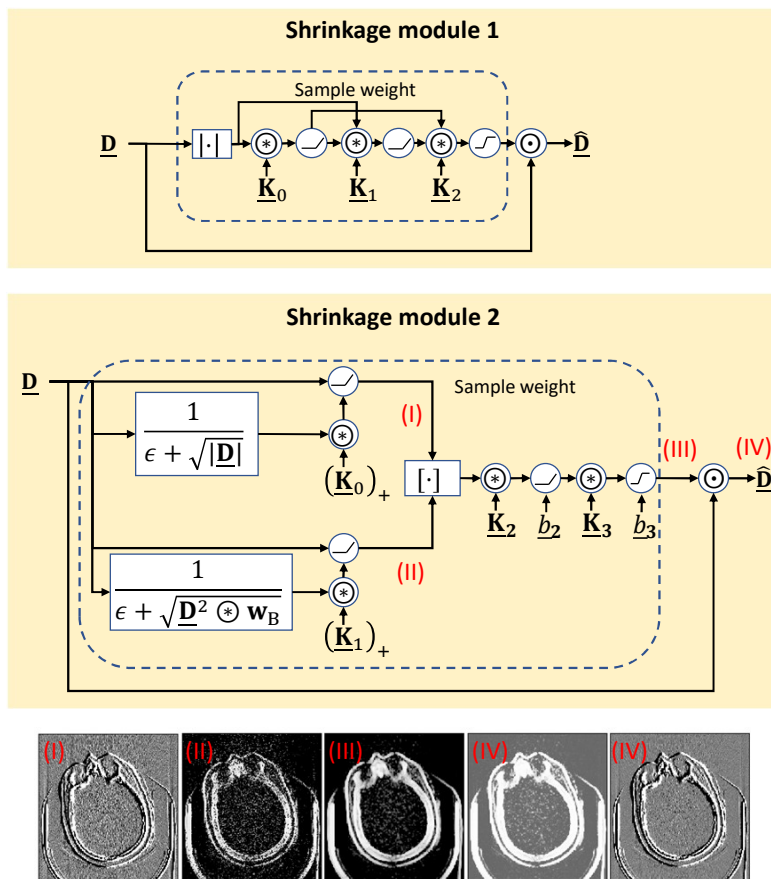 Shrinkage module 1
Sample weight
D |·| ⊛ ⊛ ⊛ ⊙ D̂
K₀ K₁ K₂
Shrinkage module 2
D
Sample weight
1
ϵ + √|D|
⊛
(I)
(K₀)₊
[·]
⊛ ⊛
(III)
⊙
(IV)
D̂
K₂ b₂ K₃ b₃
(II)
1
ϵ + √D² ⊛ w_B
⊛
(K₁)₊
(I) (II) (III) (IV) (IV)